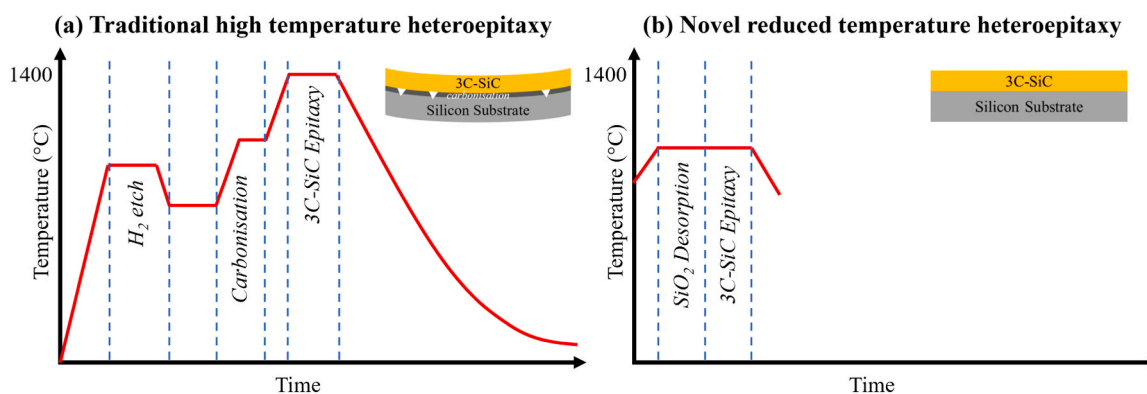 (a) Traditional high temperature heteroepitaxy
1400
Temperature (°C)
H2 etch
Carbonisation
3C-SiC Epitaxy
3C-SiC
carbonisation
Silicon Substrate
Time
(b) Novel reduced temperature heteroepitaxy
1400
Temperature (°C)
SiO2 Desorption
3C-SiC Epitaxy
3C-SiC
Silicon Substrate
Time